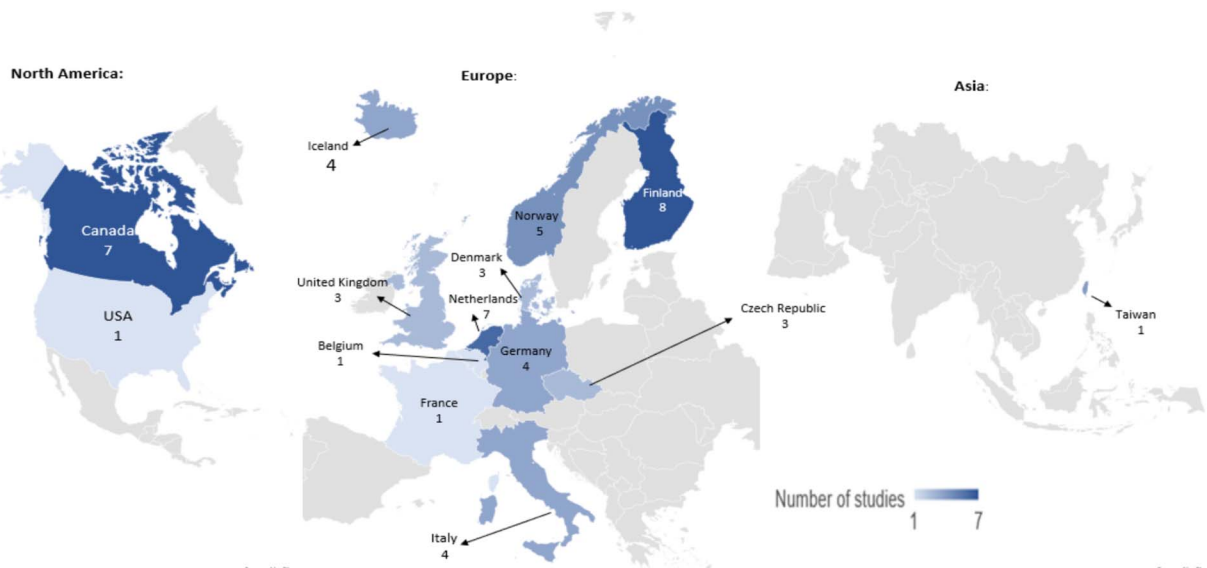 North America:
Canada
7
USA
1
Europe:
Iceland
4
Finland
8
Norway
5
Denmark
3
United Kingdom
3
Netherlands
7
Belgium
1
Germany
4
Czech Republic
3
France
1
Italy
4
Asia:
Taiwan
1
Number of studies
1 7